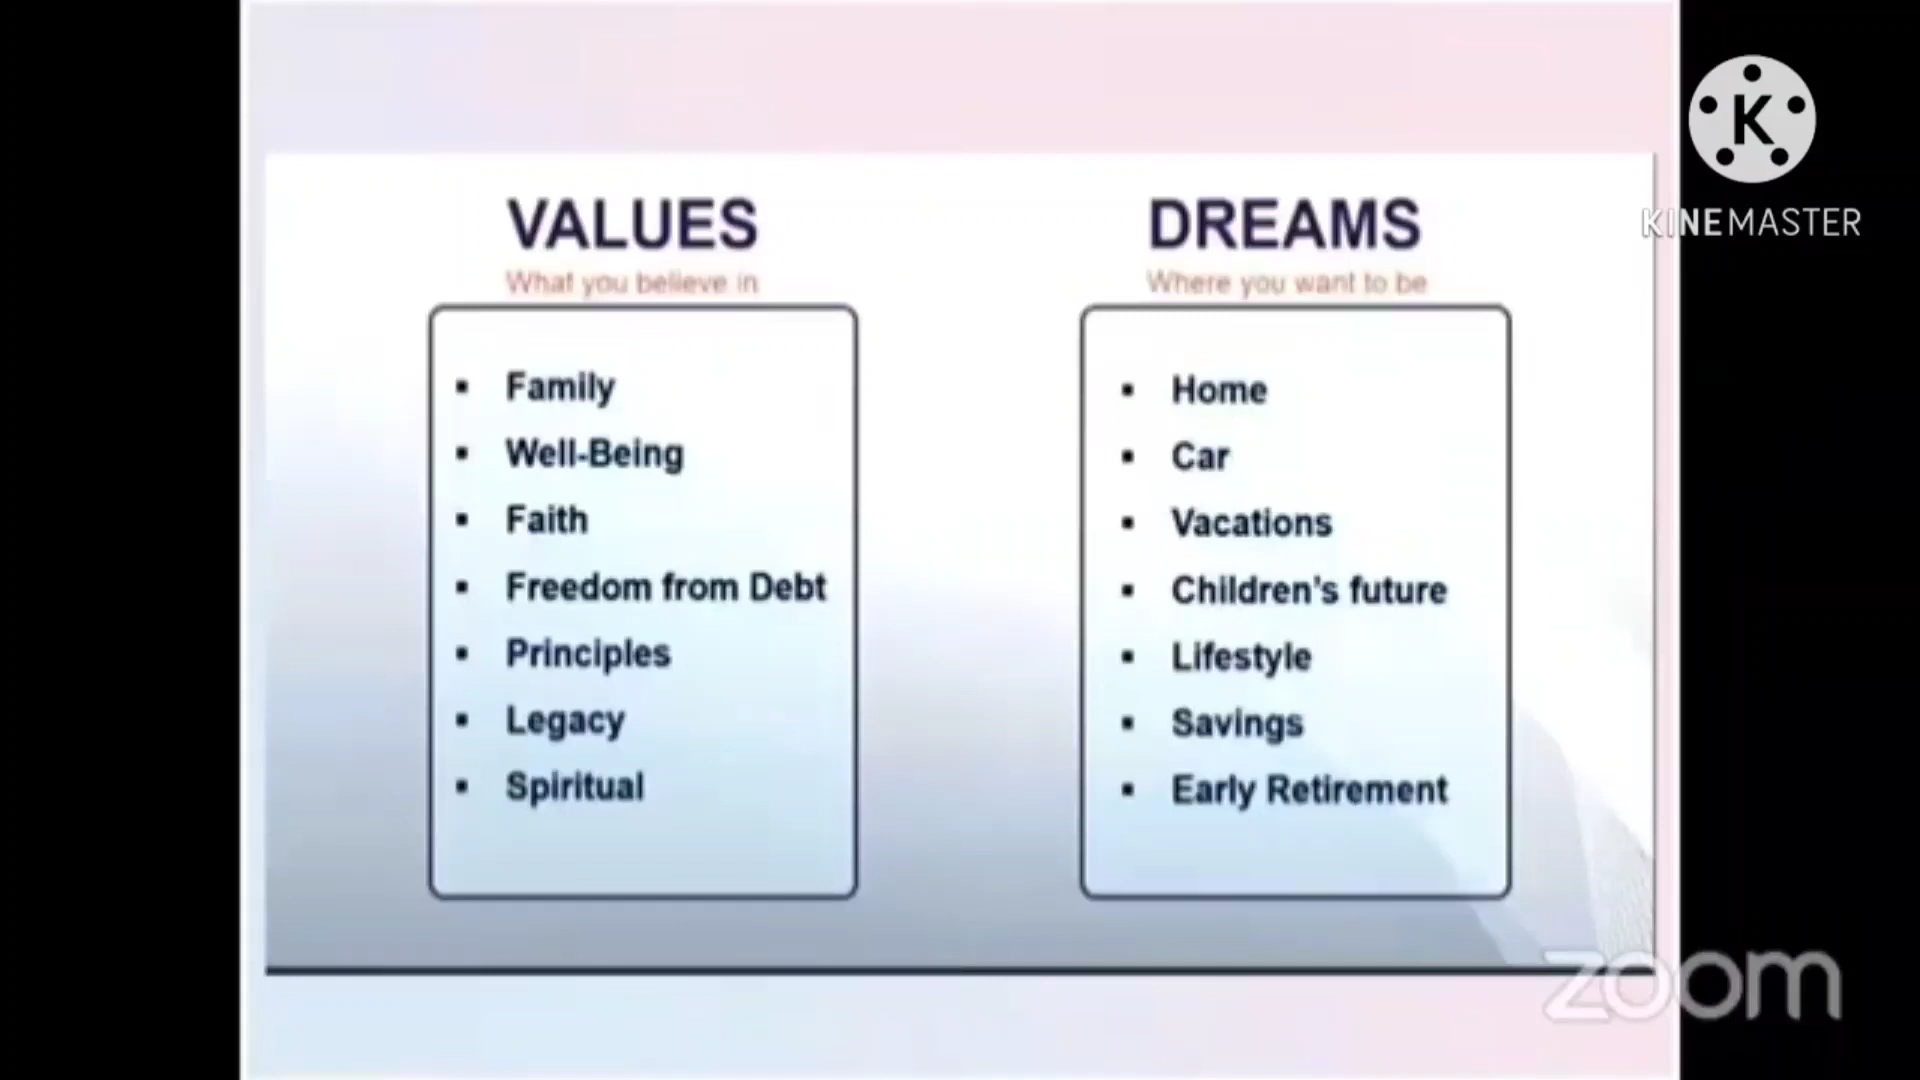 VALUES
What you believe in
Family
Well-Being
Faith
Freedom from Debt
Principles
Legacy
Spiritual
DREAMS
Where you want to be
Home
Car
Vacations
Children's future
Lifestyle
Savings
Early Retirement
K
KINEMASTER
zoom